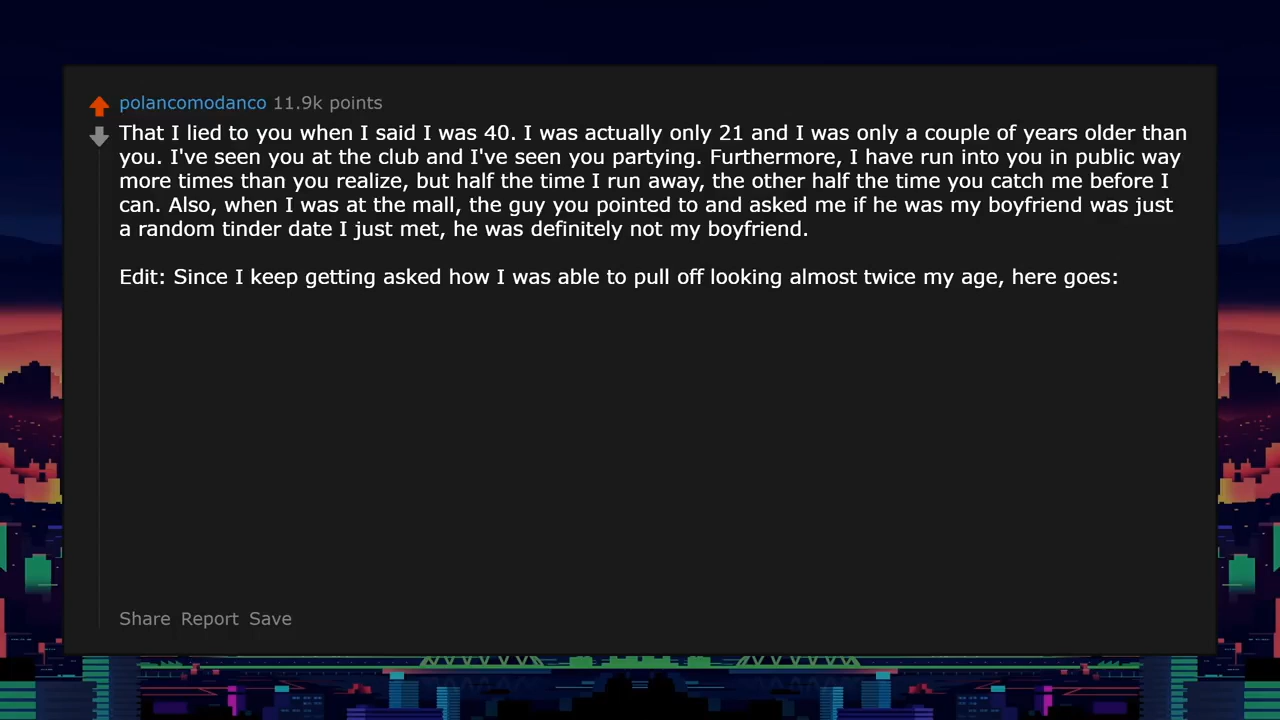 polancomodanco 11.9k points
That I lied to you when I said I was 40. I was actually only 21 and I was only a couple of years older than
you. I've seen you at the club and I've seen you partying. Furthermore, I have run into you in public way
more times than you realize, but half the time I run away, the other half the time you catch me before I
can. Also, when I was at the mall, the guy you pointed to and asked me if he was my boyfriend was just
a random tinder date I just met, he was definitely not my boyfriend.
Edit: Since I keep getting asked how I was able to pull off looking almost twice my age, here goes:
Share Report Save